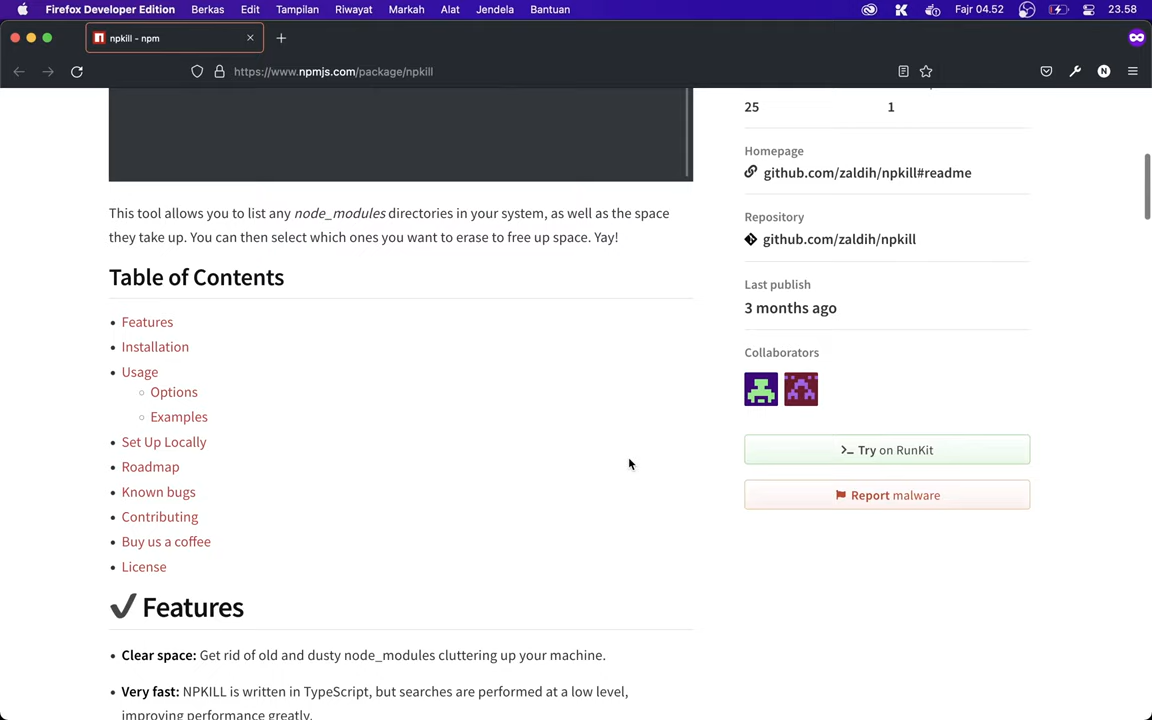 Firefox Developer Edition Berkas Edit Tampilan Riwayat Markah Alat Jendela Bantuan Fajr 04.52 23.58
npkill - npm
https://www.npmjs.com/package/npkill
25 1
Homepage
github.com/zaldih/npkill#readme
Repository
github.com/zaldih/npkill
Last publish
3 months ago
Collaborators
Try on RunKit
Report malware
This tool allows you to list any node_modules directories in your system, as well as the space
they take up. You can then select which ones you want to erase to free up space. Yay!
Table of Contents
• Features
• Installation
• Usage
◦ Options
◦ Examples
• Set Up Locally
• Roadmap
• Known bugs
• Contributing
• Buy us a coffee
• License
✔ Features
• Clear space: Get rid of old and dusty node_modules cluttering up your machine.
• Very fast: NPKILL is written in TypeScript, but searches are performed at a low level,
improving performance greatly.